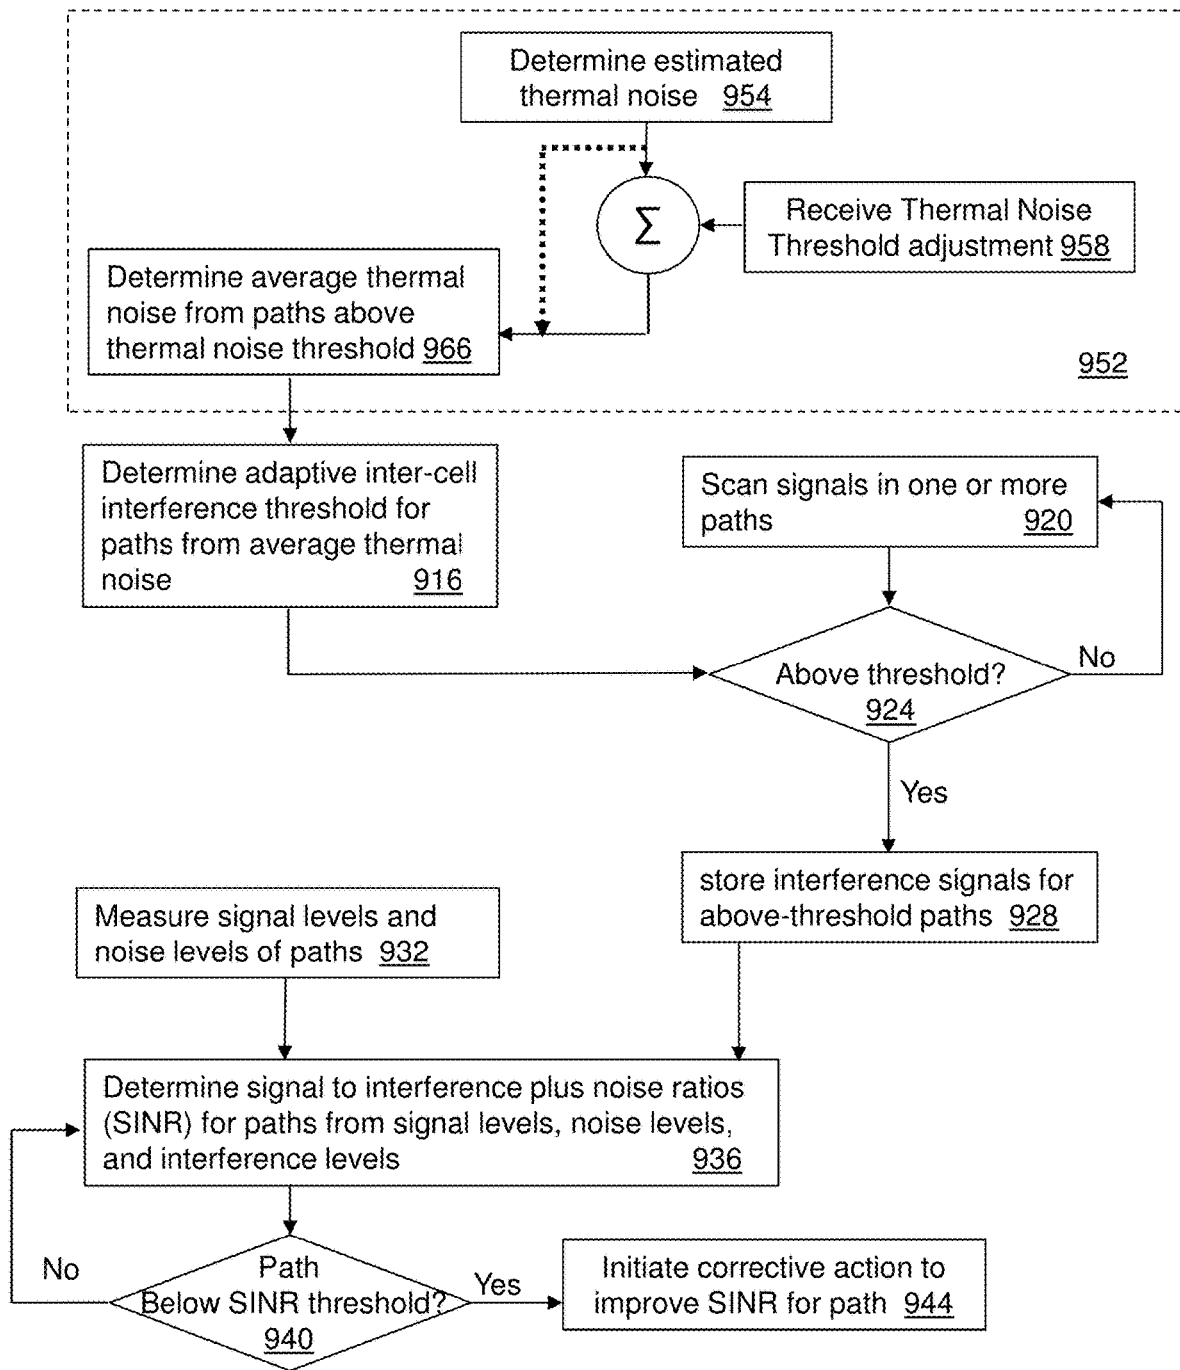 Determine estimated
thermal noise 954
Σ
Receive Thermal Noise
Threshold adjustment 958
Determine average thermal
noise from paths above
thermal noise threshold 966
952
Determine adaptive inter-cell
interference threshold for
paths from average thermal
noise 916
Scan signals in one or more
paths 920
Above threshold?
924
No
Yes
store interference signals for
above-threshold paths 928
Measure signal levels and
noise levels of paths 932
Determine signal to interference plus noise ratios
(SINR) for paths from signal levels, noise levels,
and interference levels 936
No
Path
Below SINR threshold?
940
Yes
Initiate corrective action to
improve SINR for path 944